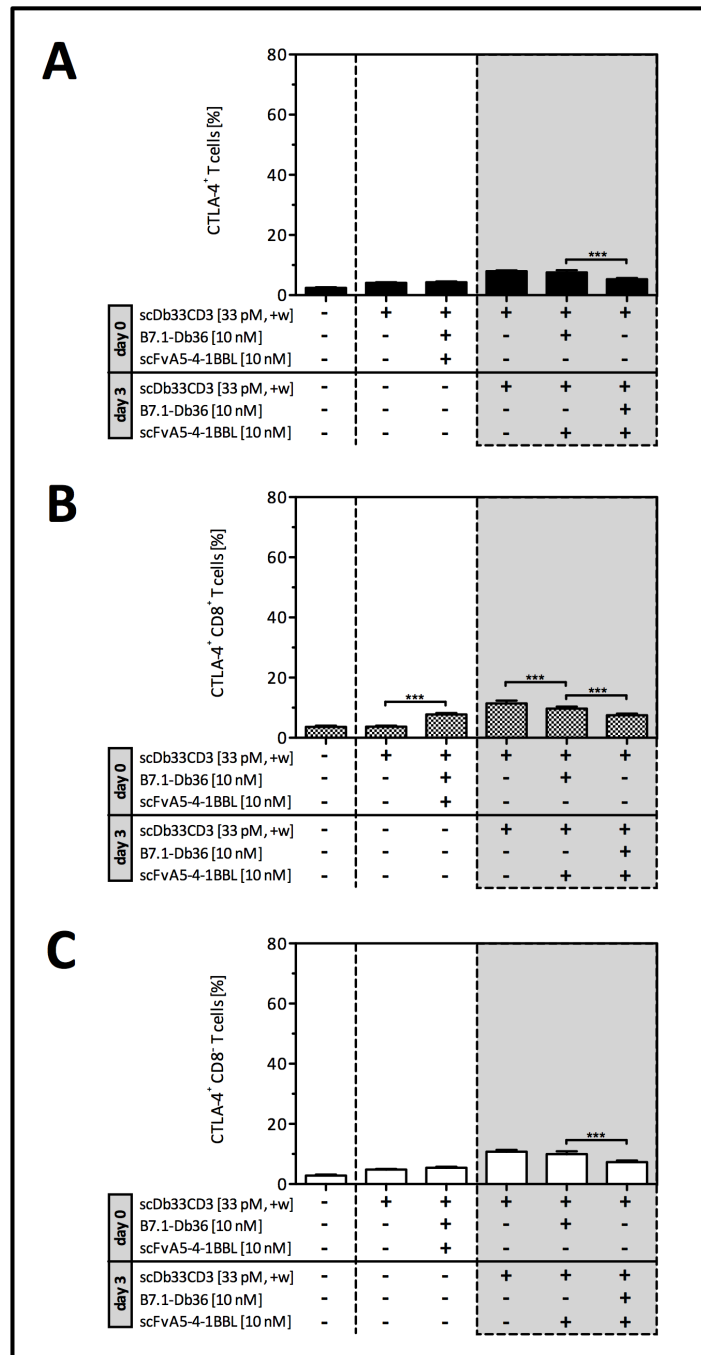 A
CTLA-4⁺ T cells [%]
80
60
40
20
0
***
day 0
scDb33CD3 [33 pM, +w] - + + + + +
B7.1-Db36 [10 nM] - - + - + -
scFvA5-4-1BBL [10 nM] - - + - - -
day 3
scDb33CD3 [33 pM, +w] - - - + + +
B7.1-Db36 [10 nM] - - - - - +
scFvA5-4-1BBL [10 nM] - - - - + +
B
CTLA-4⁺ CD8⁺ T cells [%]
80
60
40
20
0
*** *** ***
day 0
scDb33CD3 [33 pM, +w] - + + + + +
B7.1-Db36 [10 nM] - - + - + -
scFvA5-4-1BBL [10 nM] - - + - - -
day 3
scDb33CD3 [33 pM, +w] - - - + + +
B7.1-Db36 [10 nM] - - - - - +
scFvA5-4-1BBL [10 nM] - - - - + +
C
CTLA-4⁺ CD8⁻ T cells [%]
80
60
40
20
0
***
day 0
scDb33CD3 [33 pM, +w] - + + + + +
B7.1-Db36 [10 nM] - - + - + -
scFvA5-4-1BBL [10 nM] - - + - - -
day 3
scDb33CD3 [33 pM, +w] - - - + + +
B7.1-Db36 [10 nM] - - - - - +
scFvA5-4-1BBL [10 nM] - - - - + +